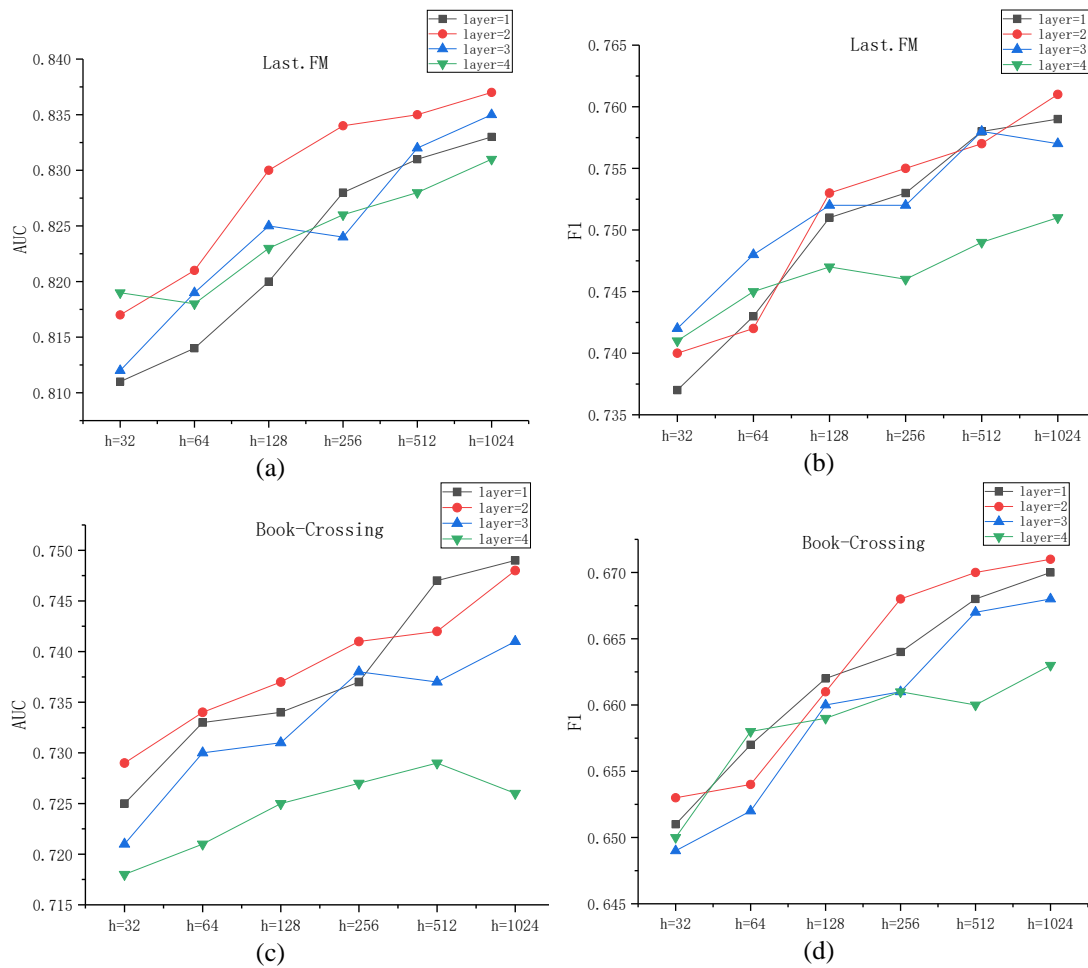 layer=1
layer=2
layer=3
layer=4
Last.FM
0.840
0.835
0.830
0.825
0.820
0.815
0.810
AUC
h=32 h=64 h=128 h=256 h=512 h=1024
(a)
layer=1
layer=2
layer=3
layer=4
Last.FM
0.765
0.760
0.755
0.750
0.745
0.740
0.735
F1
h=32 h=64 h=128 h=256 h=512 h=1024
(b)
layer=1
layer=2
layer=3
layer=4
Book-Crossing
0.750
0.745
0.740
0.735
0.730
0.725
0.720
0.715
AUC
h=32 h=64 h=128 h=256 h=512 h=1024
(c)
layer=1
layer=2
layer=3
layer=4
Book-Crossing
0.670
0.665
0.660
0.655
0.650
0.645
F1
h=32 h=64 h=128 h=256 h=512 h=1024
(d)